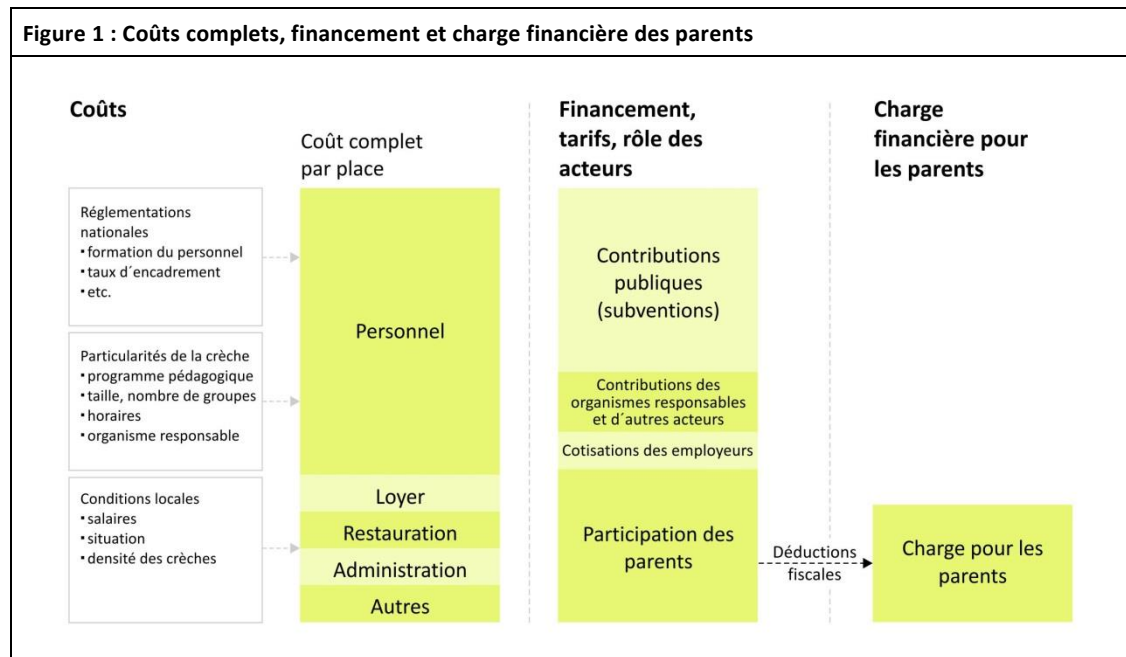 Figure 1 : Coûts complets, financement et charge financière des parents
Coûts
Coût complet
par place
Réglementations
nationales
▪ formation du personnel
▪ taux d´encadrement
▪ etc.
Particularités de la crèche
▪ programme pédagogique
▪ taille, nombre de groupes
▪ horaires
▪ organisme responsable
Conditions locales
▪ salaires
▪ situation
▪ densité des crèches
Personnel
Loyer
Restauration
Administration
Autres
Financement,
tarifs, rôle des
acteurs
Contributions
publiques
(subventions)
Contributions des
organismes responsables
et d´autres acteurs
Cotisations des employeurs
Participation des
parents
Déductions
fiscales
Charge
financière pour
les parents
Charge pour les
parents